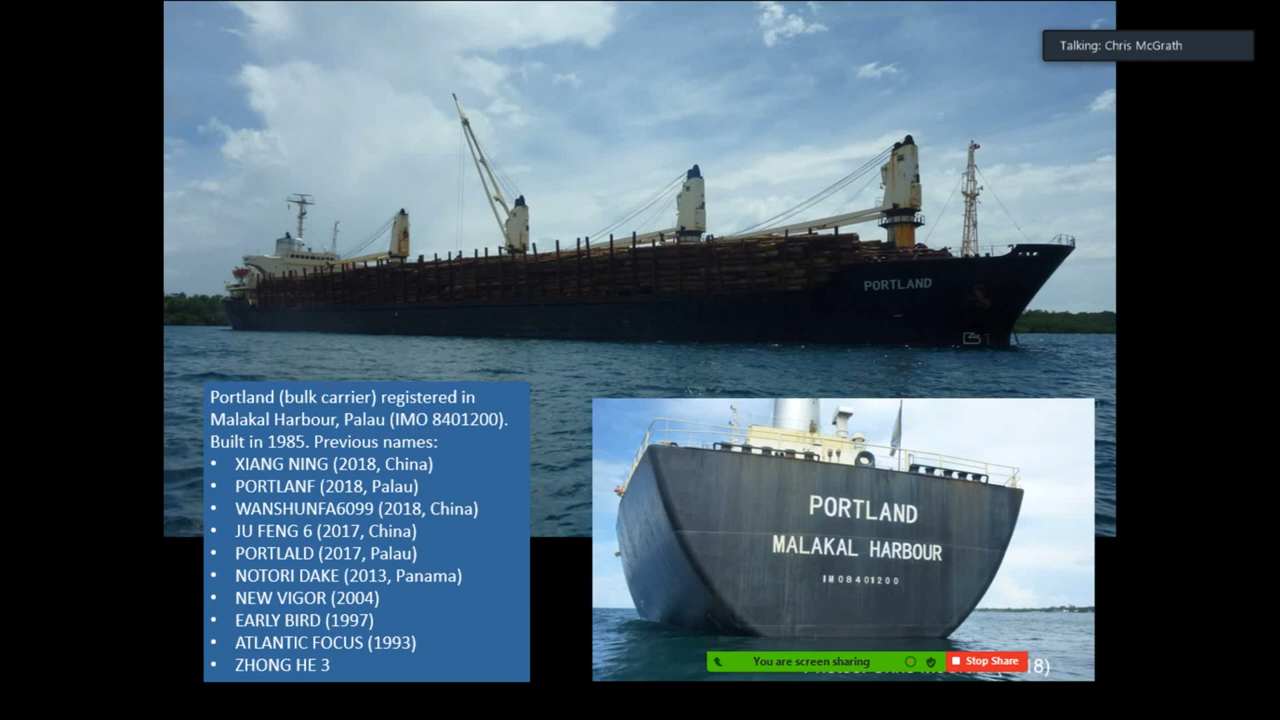 Talking: Chris McGrath
PORTLAND
Portland (bulk carrier) registered in
Malakal Harbour, Palau (IMO 8401200).
Built in 1985. Previous names:
• XIANG NING (2018, China)
• PORTLANF (2018, Palau)
• WANSHUNFA6099 (2018, China)
• JU FENG 6 (2017, China)
• PORTLALD (2017, Palau)
• NOTORI DAKE (2013, Panama)
• NEW VIGOR (2004)
• EARLY BIRD (1997)
• ATLANTIC FOCUS (1993)
• ZHONG HE 3
PORTLAND
MALAKAL HARBOUR
IMO8401200
You are screen sharing
Stop Share
18)